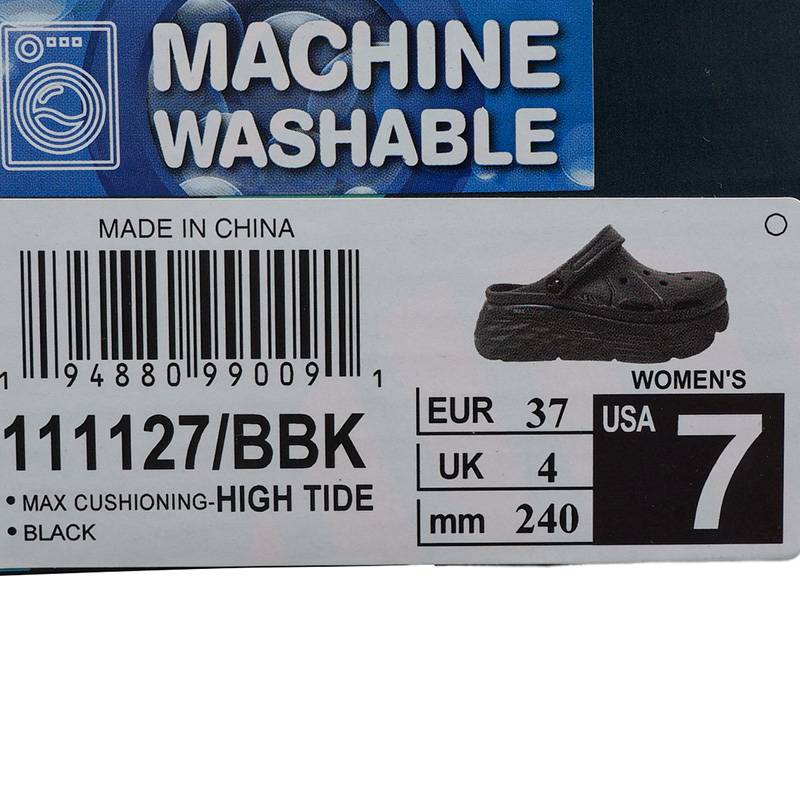 MACHINE
WASHABLE
MADE IN CHINA
1 94880 99009 1
111127/BBK
• MAX CUSHIONING-HIGH TIDE
• BLACK
WOMEN'S
EUR 37
UK 4
mm 240
USA 7